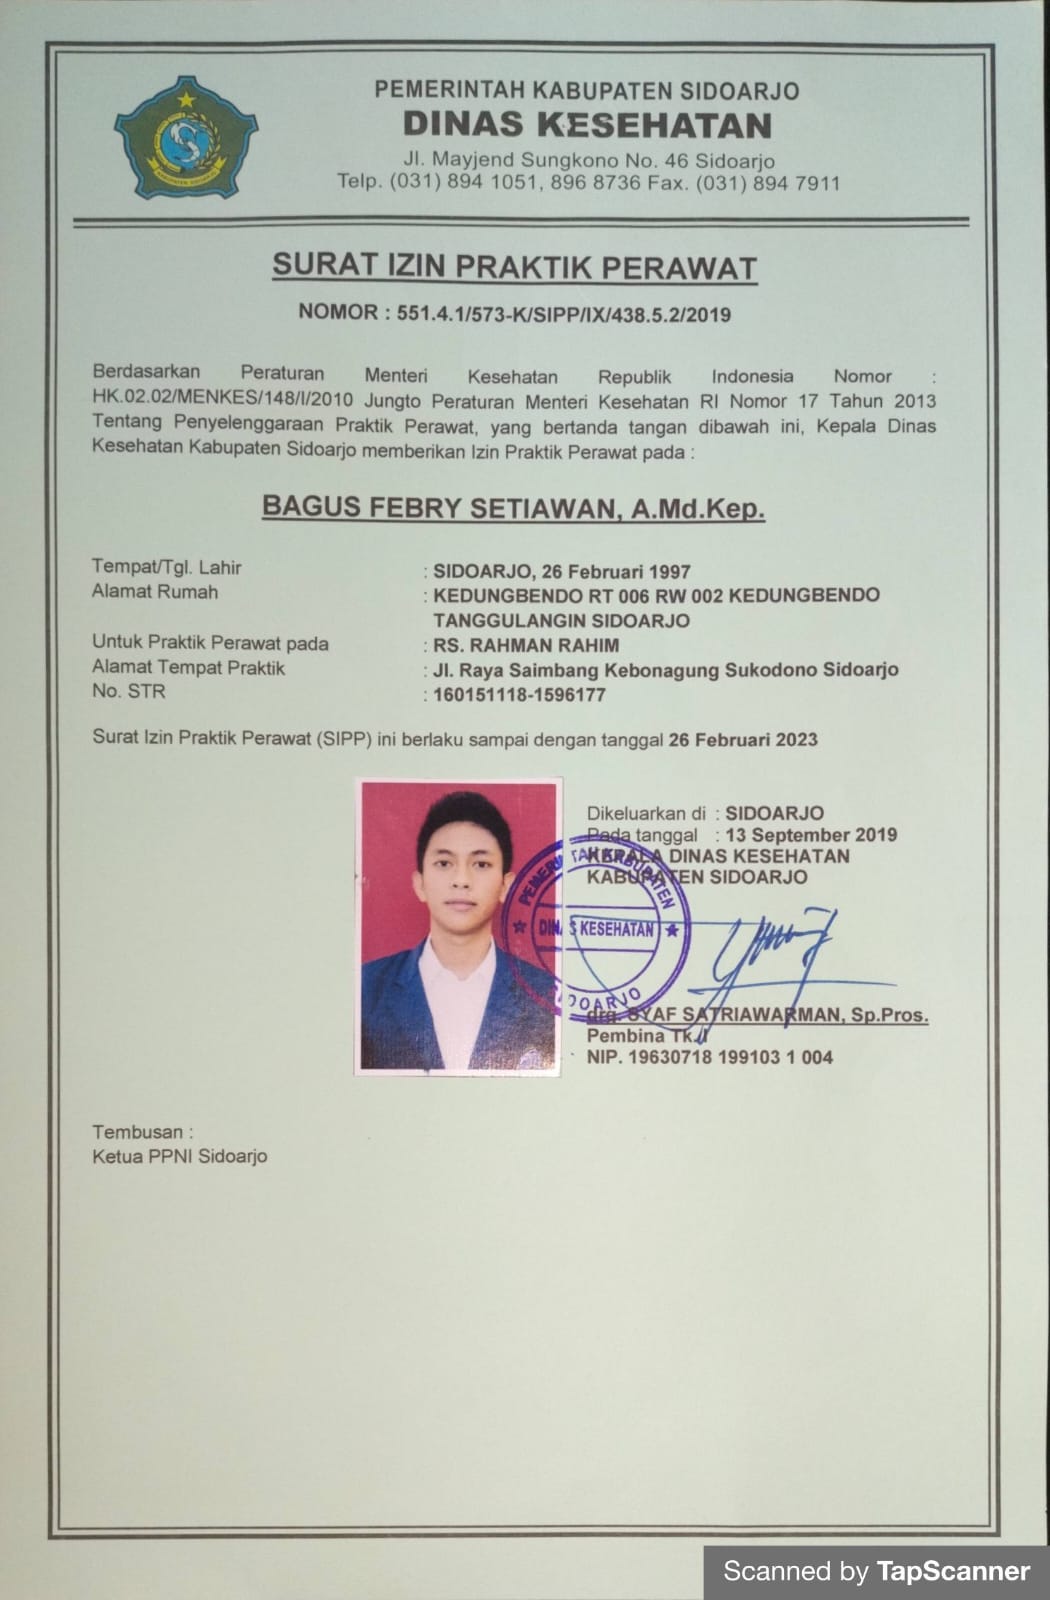 PEMERINTAH KABUPATEN SIDOARJO
DINAS KESEHATAN
Jl. Mayjend Sungkono No. 46 Sidoarjo
Telp. (031) 894 1051, 896 8736 Fax. (031) 894 7911
KABUPATEN SIDOARJO
SURAT IZIN PRAKTIK PERAWAT
NOMOR : 551.4.1/573-K/SIPP/IX/438.5.2/2019
Berdasarkan Peraturan Menteri Kesehatan Republik Indonesia Nomor :
HK.02.02/MENKES/148/I/2010 Jungto Peraturan Menteri Kesehatan RI Nomor 17 Tahun 2013
Tentang Penyelenggaraan Praktik Perawat, yang bertanda tangan dibawah ini, Kepala Dinas
Kesehatan Kabupaten Sidoarjo memberikan Izin Praktik Perawat pada :
BAGUS FEBRY SETIAWAN, A.Md.Kep.
Tempat/Tgl. Lahir : SIDOARJO, 26 Februari 1997
Alamat Rumah : KEDUNGBENDO RT 006 RW 002 KEDUNGBENDO
TANGGULANGIN SIDOARJO
Untuk Praktik Perawat pada : RS. RAHMAN RAHIM
Alamat Tempat Praktik : Jl. Raya Saimbang Kebonagung Sukodono Sidoarjo
No. STR : 160151118-1596177
Surat Izin Praktik Perawat (SIPP) ini berlaku sampai dengan tanggal 26 Februari 2023
Dikeluarkan di : SIDOARJO
Pada tanggal : 13 September 2019
KEPALA DINAS KESEHATAN
KABUPATEN SIDOARJO
PEMERINTAH KABUPATEN
DINAS KESEHATAN
SIDOARJO
drg. SYAF SATRIAWARMAN, Sp.Pros.
Pembina Tk. I
NIP. 19630718 199103 1 004
Tembusan :
Ketua PPNI Sidoarjo
Scanned by TapScanner